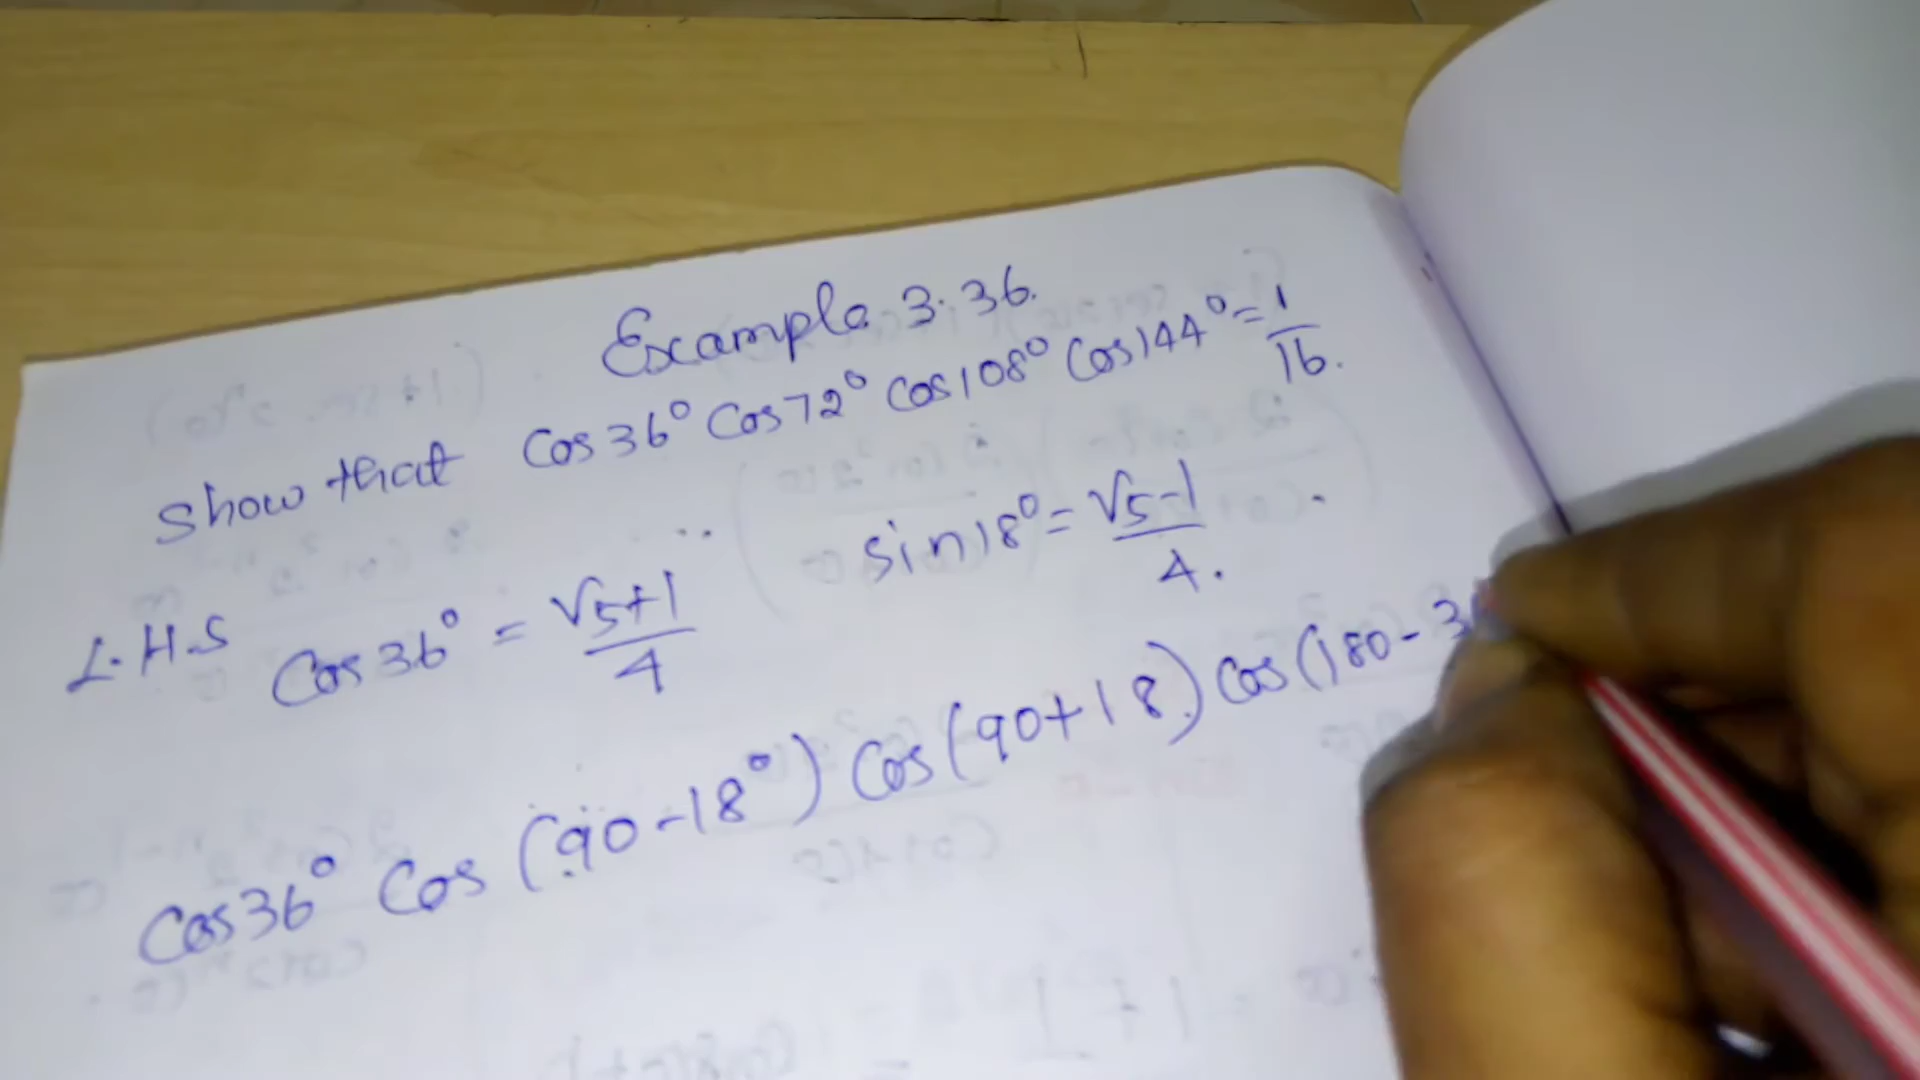 Example 3.36.
Show that Cos 36° Cos 72° Cos 108° Cos 144° = 1/16.
L.H.S Cos 36° = √5+1/4 sin 18° = √5-1/4.
Cos 36° Cos (90-18°) Cos (90+18) Cos (180-3